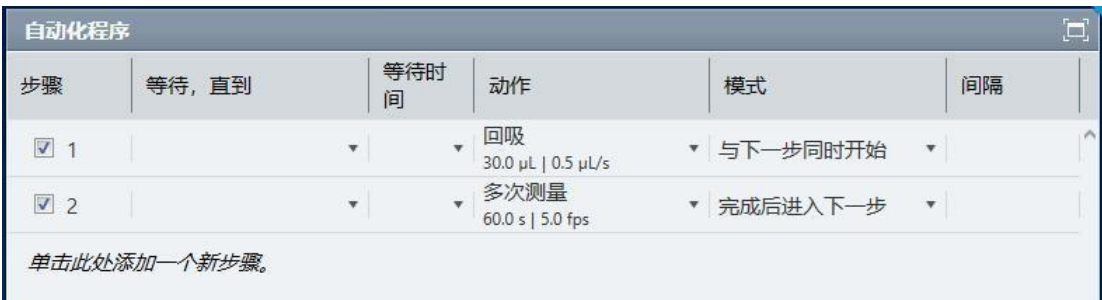 自动化程序
步骤 等待，直到 等待时间 动作 模式 间隔
1 回吸 与下一步同时开始
30.0 μL | 0.5 μL/s
2 多次测量 完成后进入下一步
60.0 s | 5.0 fps
单击此处添加一个新步骤。